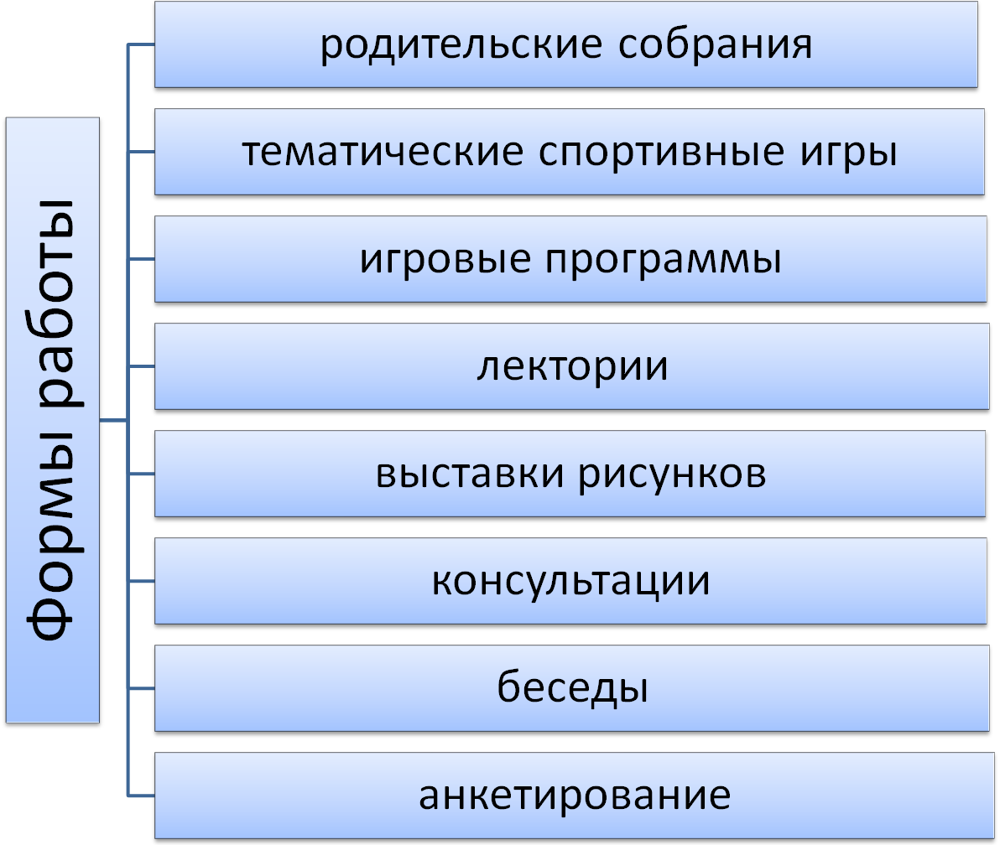 Формы работы
родительские собрания
тематические спортивные игры
игровые программы
лектории
выставки рисунков
консультации
беседы
анкетирование